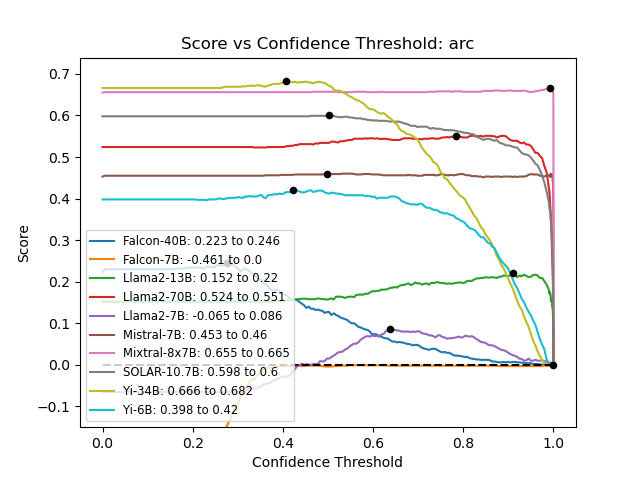 Score vs Confidence Threshold: arc
0.7
0.6
0.5
0.4
0.3
0.2
0.1
0.0
−0.1
Score
Falcon-40B: 0.223 to 0.246
Falcon-7B: -0.461 to 0.0
Llama2-13B: 0.152 to 0.22
Llama2-70B: 0.524 to 0.551
Llama2-7B: -0.065 to 0.086
Mistral-7B: 0.453 to 0.46
Mixtral-8x7B: 0.655 to 0.665
SOLAR-10.7B: 0.598 to 0.6
Yi-34B: 0.666 to 0.682
Yi-6B: 0.398 to 0.42
0.0 0.2 0.4 0.6 0.8 1.0
Confidence Threshold